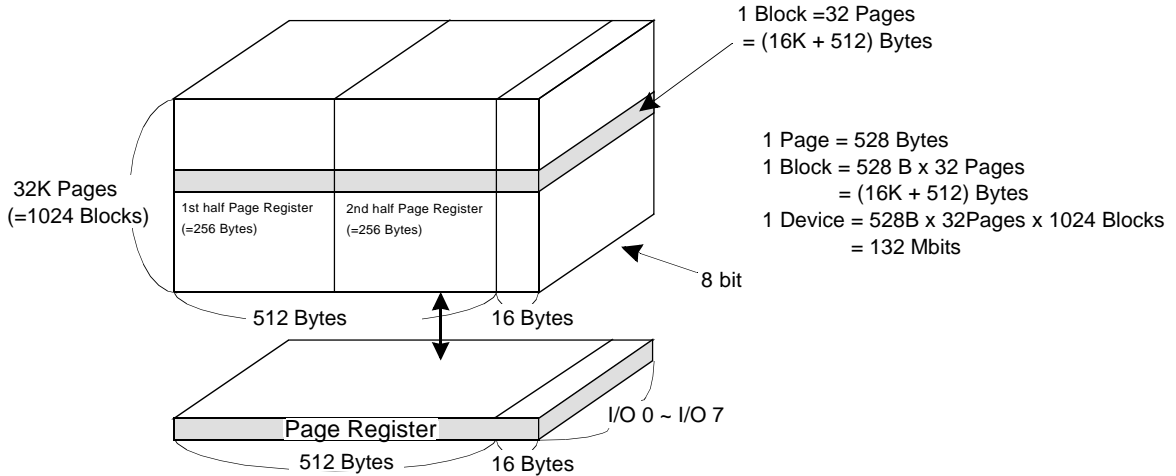 1 Block =32 Pages
= (16K + 512) Bytes
1 Page = 528 Bytes
1 Block = 528 B x 32 Pages
= (16K + 512) Bytes
1 Device = 528B x 32Pages x 1024 Blocks
= 132 Mbits
32K Pages
(=1024 Blocks)
1st half Page Register
(=256 Bytes)
2nd half Page Register
(=256 Bytes)
8 bit
512 Bytes
16 Bytes
I/O 0 ~ I/O 7
Page Register
512 Bytes
16 Bytes